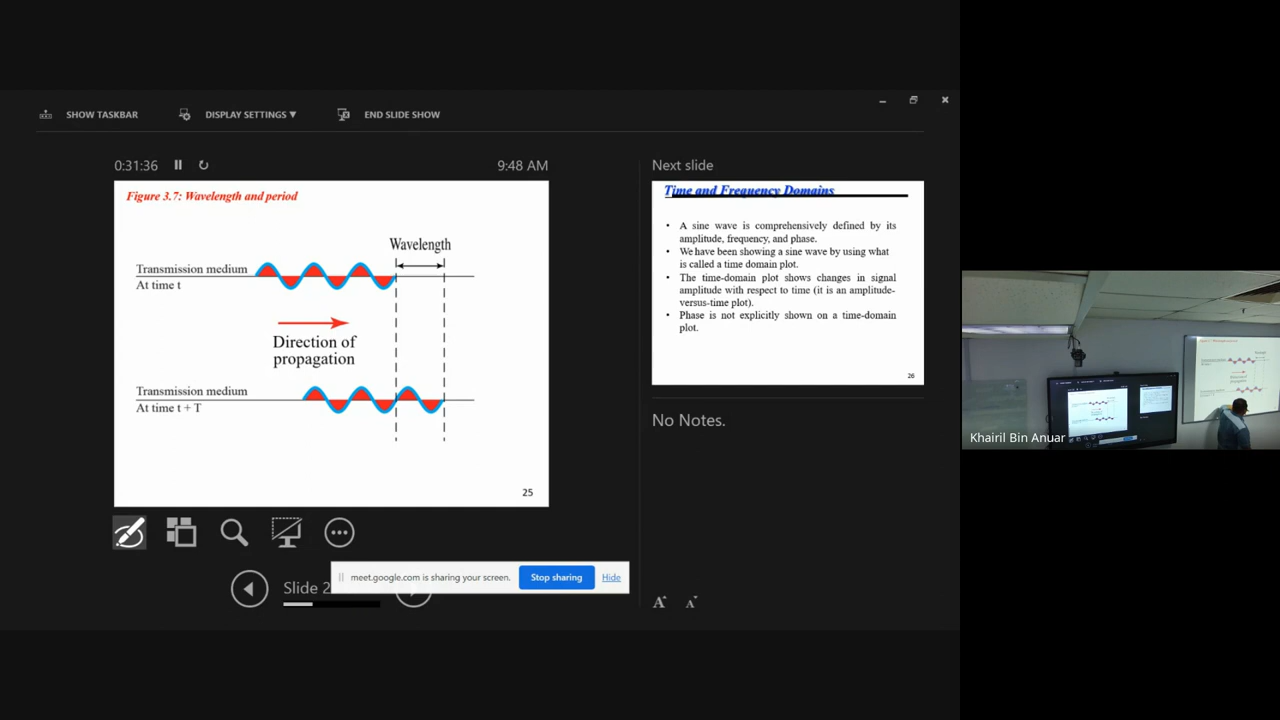 SHOW TASKBAR
DISPLAY SETTINGS ▼
END SLIDE SHOW
0:31:36
9:48 AM
Figure 3.7: Wavelength and period
Wavelength
Transmission medium
At time t
Direction of
propagation
Transmission medium
At time t + T
25
Slide 2
meet.google.com is sharing your screen.
Stop sharing
Hide
Next slide
Time and Frequency Domains
• A sine wave is comprehensively defined by its
amplitude, frequency, and phase.
• We have been showing a sine wave by using what
is called a time domain plot.
• The time-domain plot shows changes in signal
amplitude with respect to time (it is an amplitude-
versus-time plot).
• Phase is not explicitly shown on a time-domain
plot.
26
No Notes.
A A
Khairil Bin Anuar